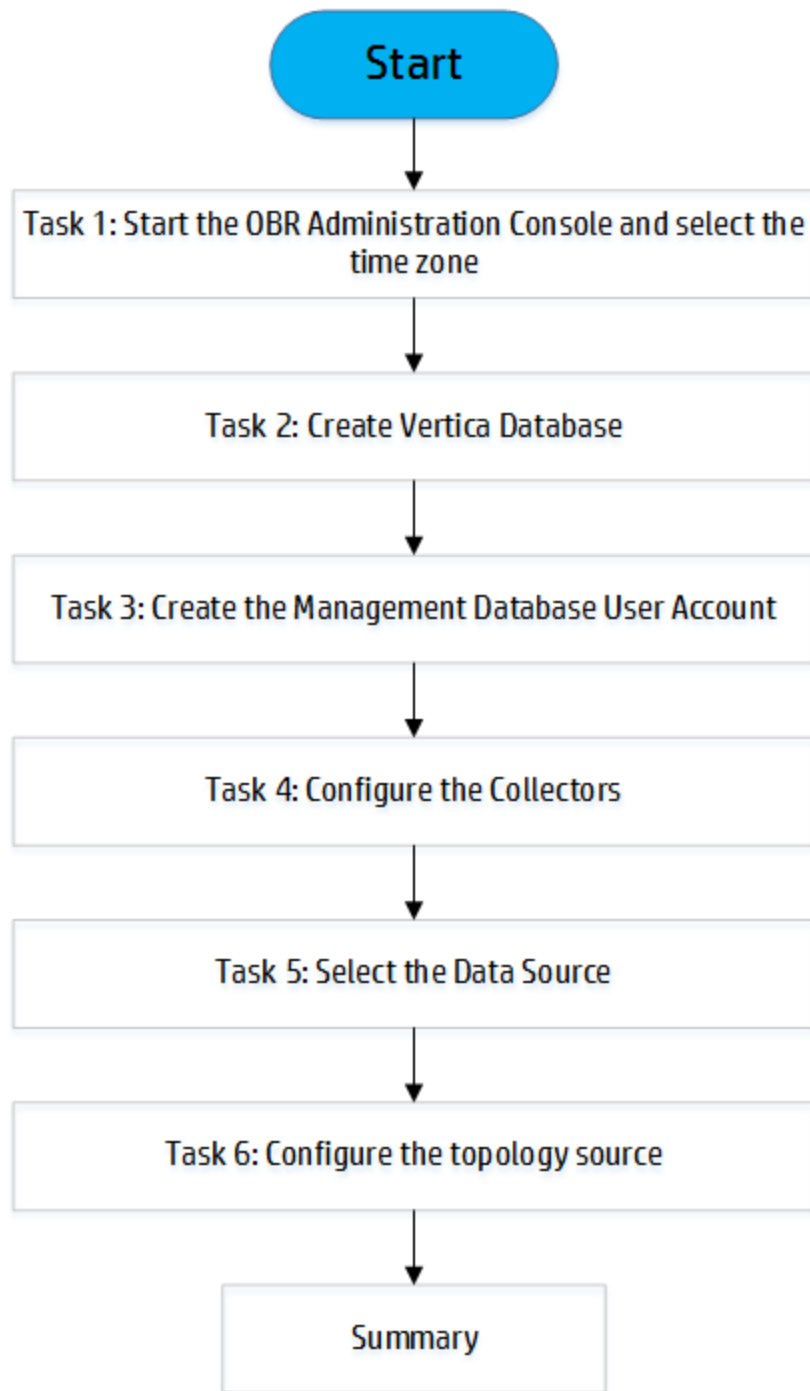 Start
Task 1: Start the OBR Administration Console and select the
time zone
Task 2: Create Vertica Database
Task 3: Create the Management Database User Account
Task 4: Configure the Collectors
Task 5: Select the Data Source
Task 6: Configure the topology source
Summary